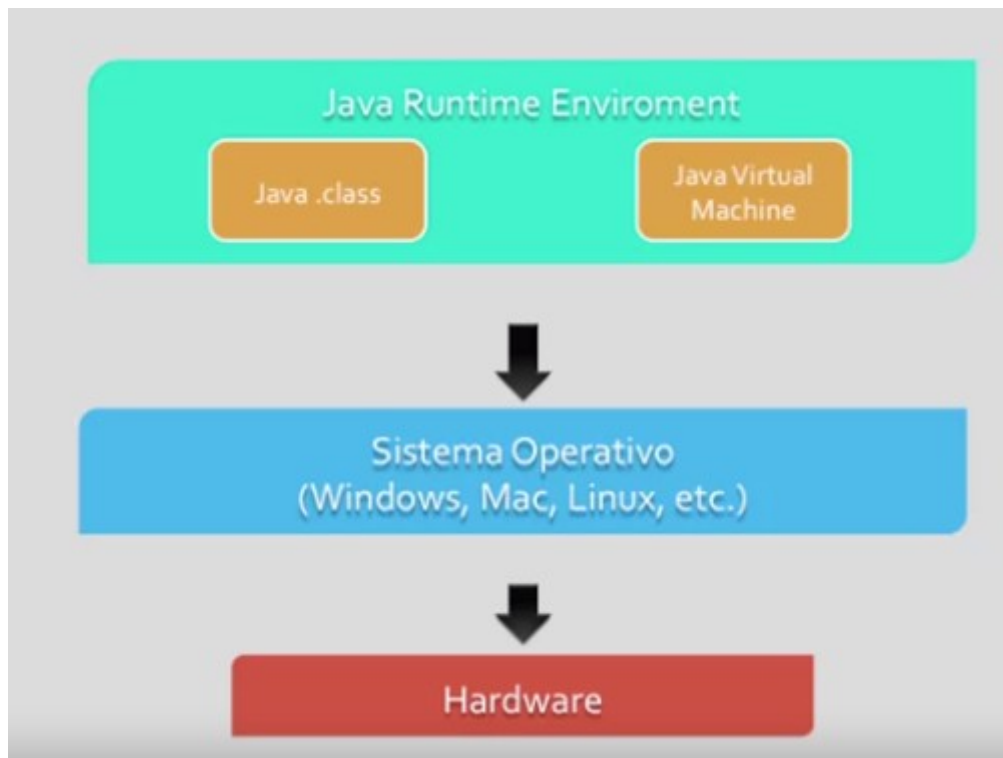 Java Runtime Enviroment
Java .class
Java Virtual
Machine
Sistema Operativo
(Windows, Mac, Linux, etc.)
Hardware